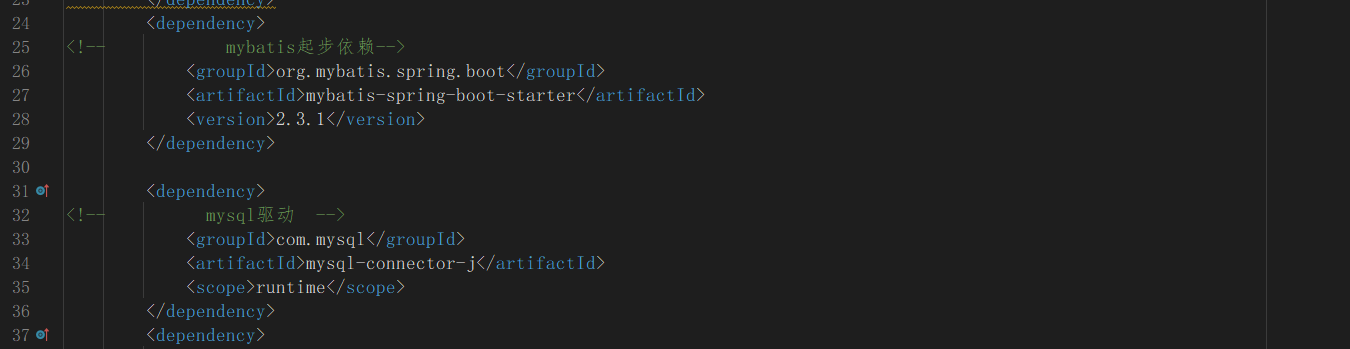 23 </dependency>
24 <dependency>
25 <!-- mybatis起步依赖-->
26 <groupId>org.mybatis.spring.boot</groupId>
27 <artifactId>mybatis-spring-boot-starter</artifactId>
28 <version>2.3.1</version>
29 </dependency>
30
31 <dependency>
32 <!-- mysql驱动 -->
33 <groupId>com.mysql</groupId>
34 <artifactId>mysql-connector-j</artifactId>
35 <scope>runtime</scope>
36 </dependency>
37 <dependency>